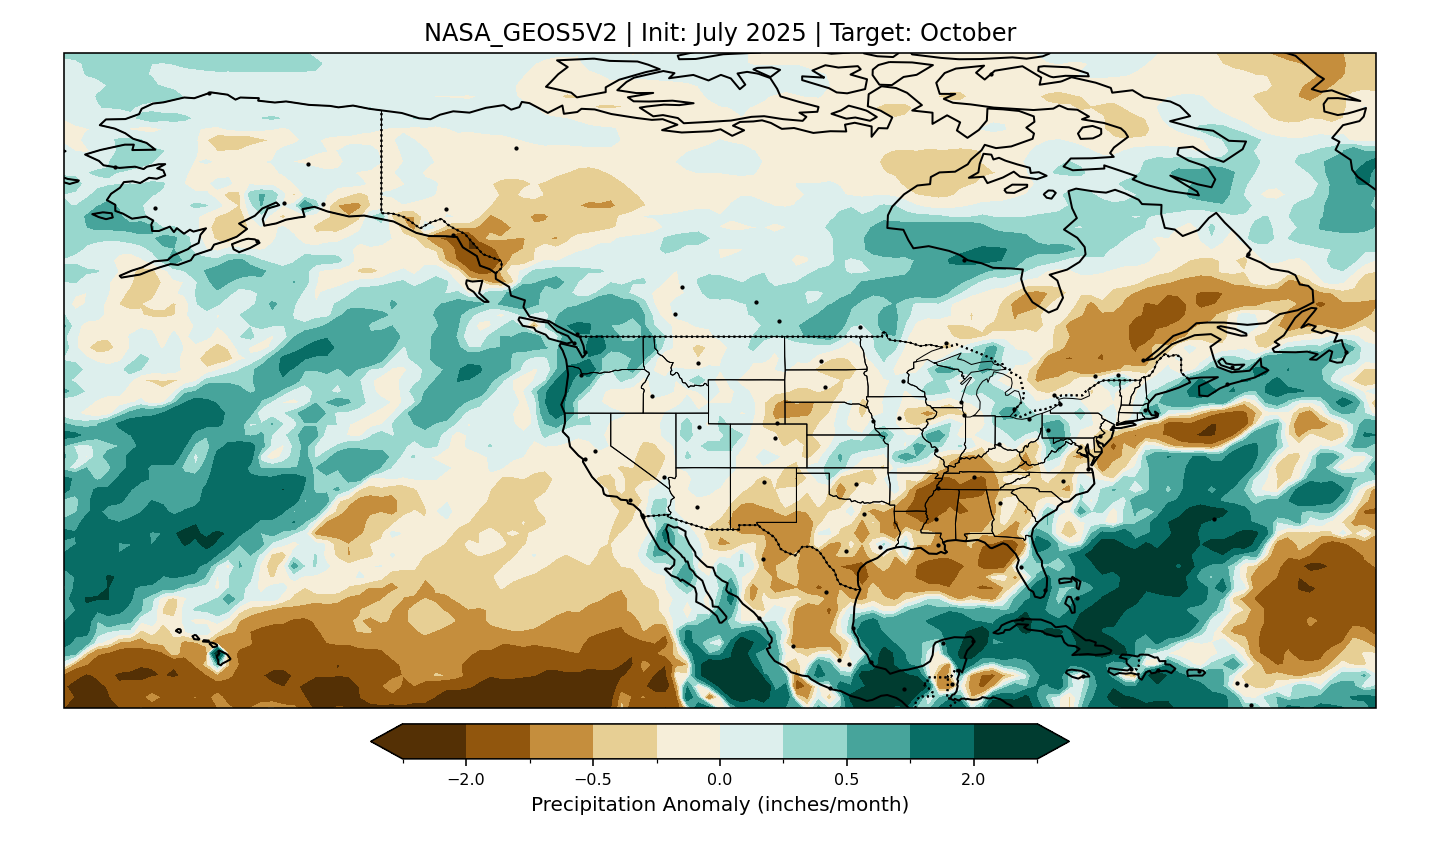 NASA_GEOS5V2 | Init: July 2025 | Target: October
−2.0 −0.5 0.0 0.5 2.0
Precipitation Anomaly (inches/month)